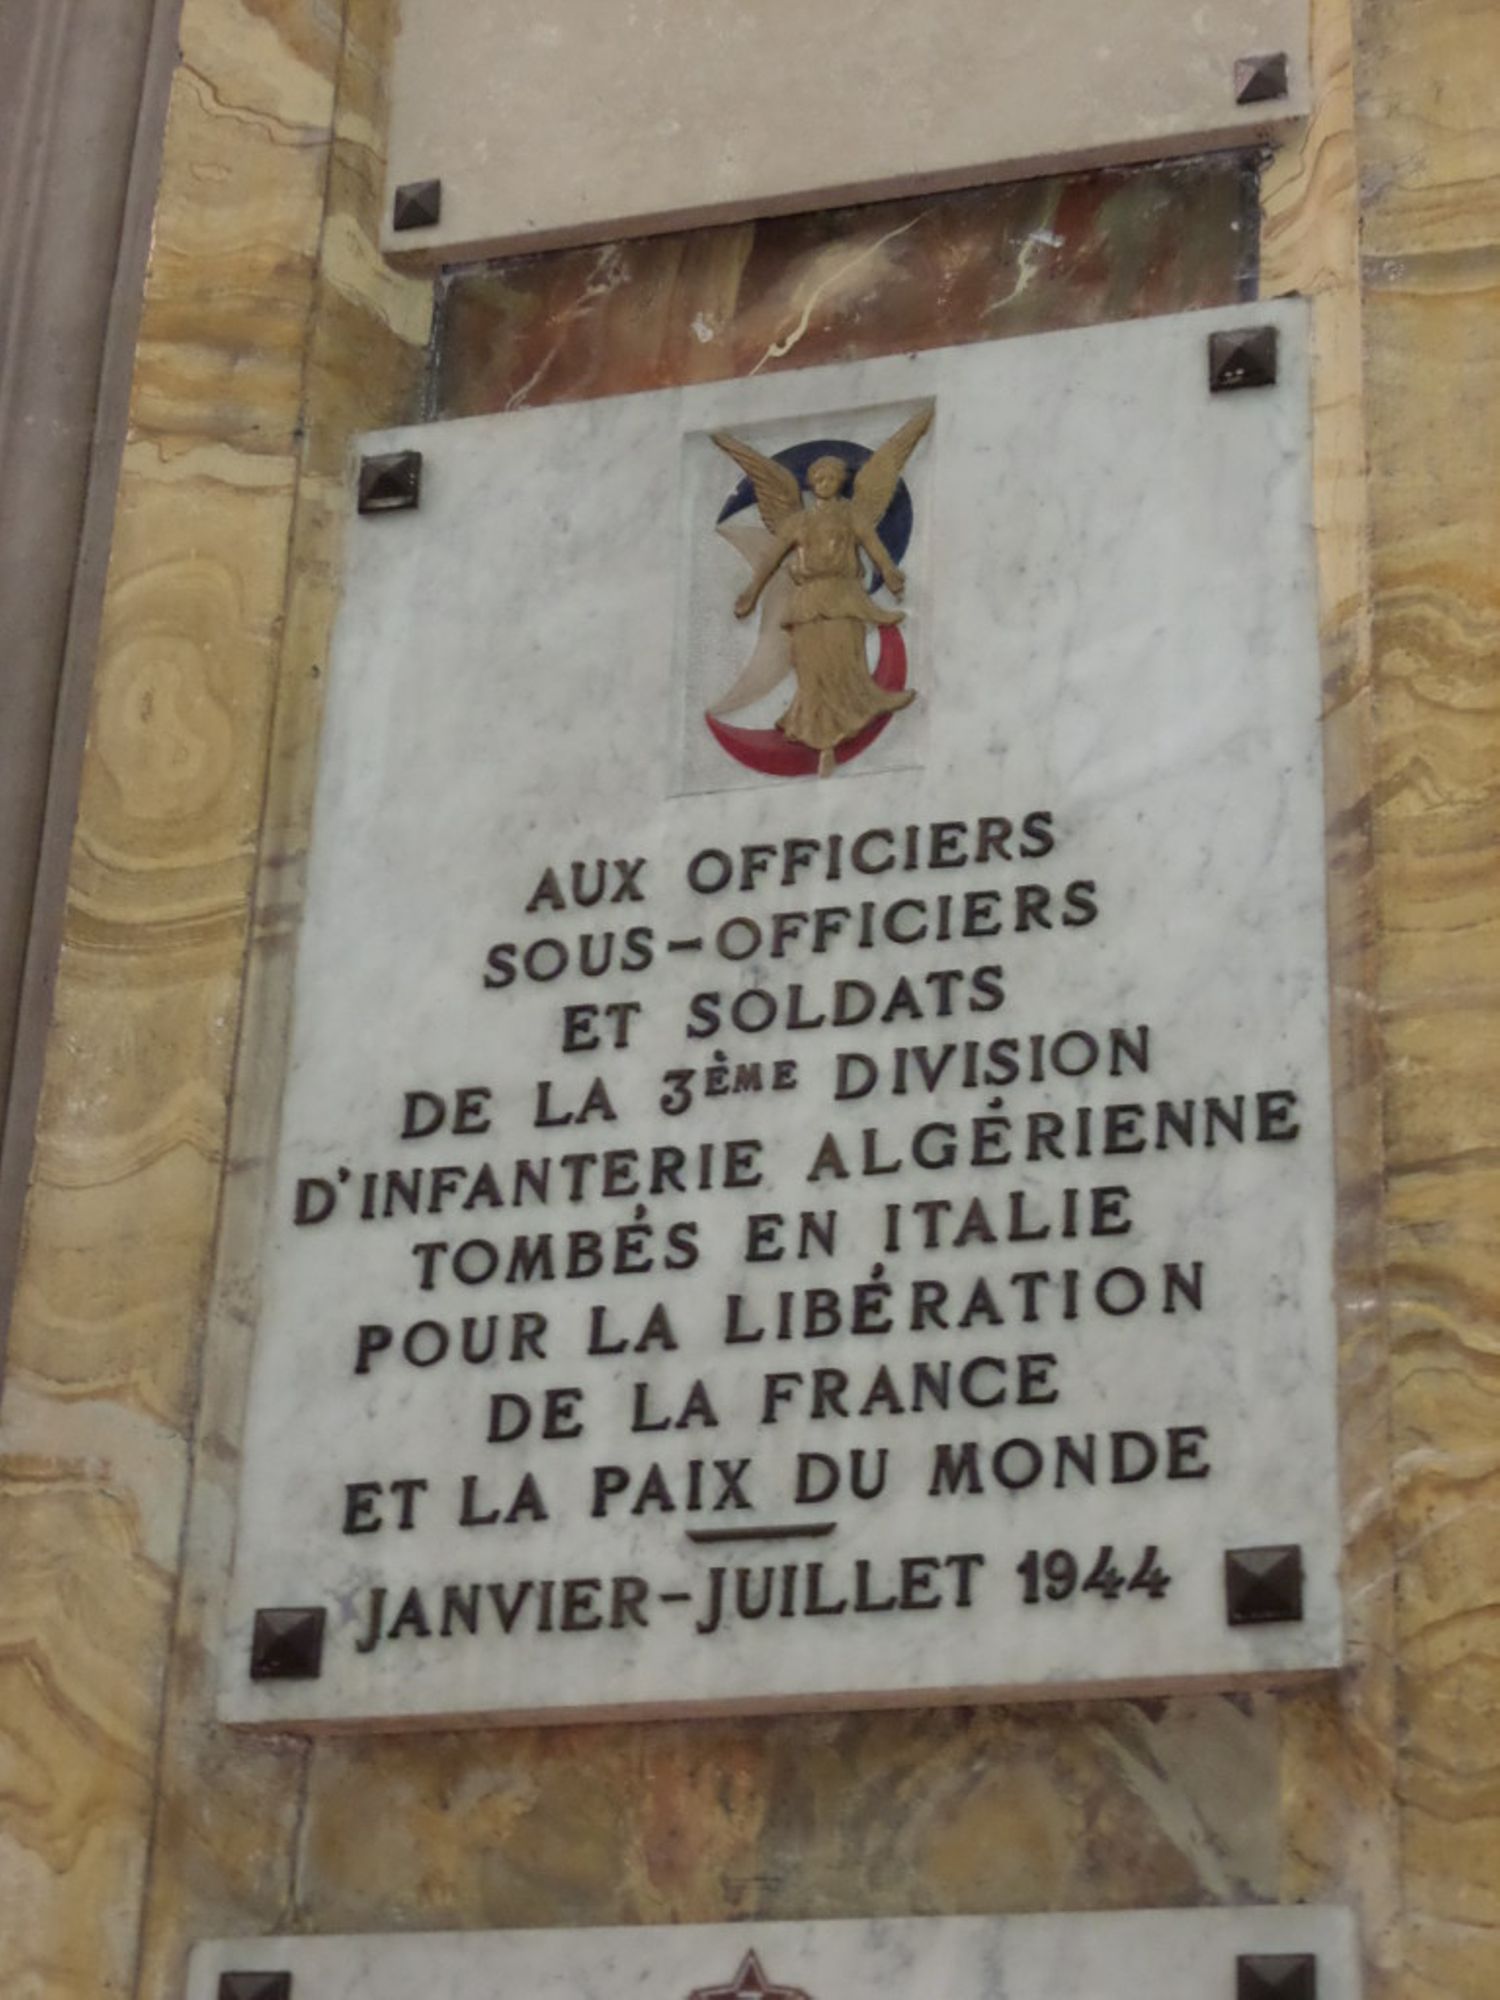 AUX OFFICIERS
SOUS-OFFICIERS
ET SOLDATS
DE LA 3ÈME DIVISION
D'INFANTERIE ALGÉRIENNE
TOMBÉS EN ITALIE
POUR LA LIBÉRATION
DE LA FRANCE
ET LA PAIX DU MONDE
JANVIER-JUILLET 1944